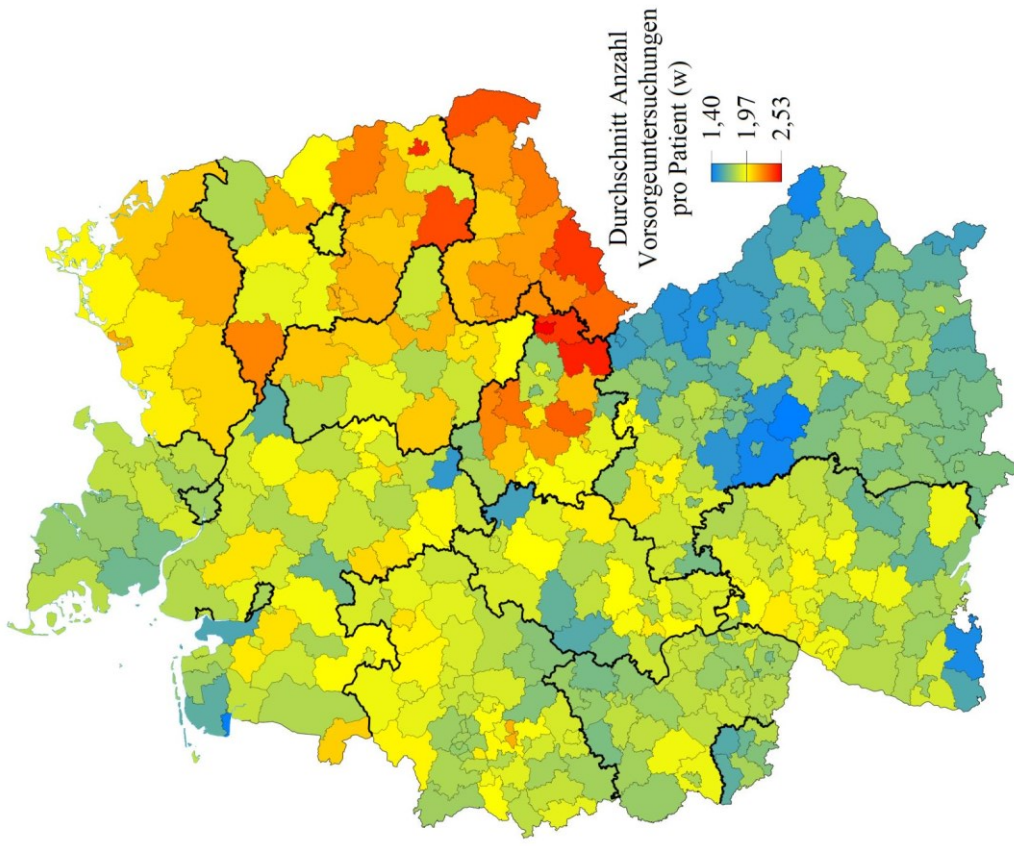 Durchschnitt Anzahl
Vorsorgeuntersuchungen
pro Patient (w)
1,40
1,97
2,53